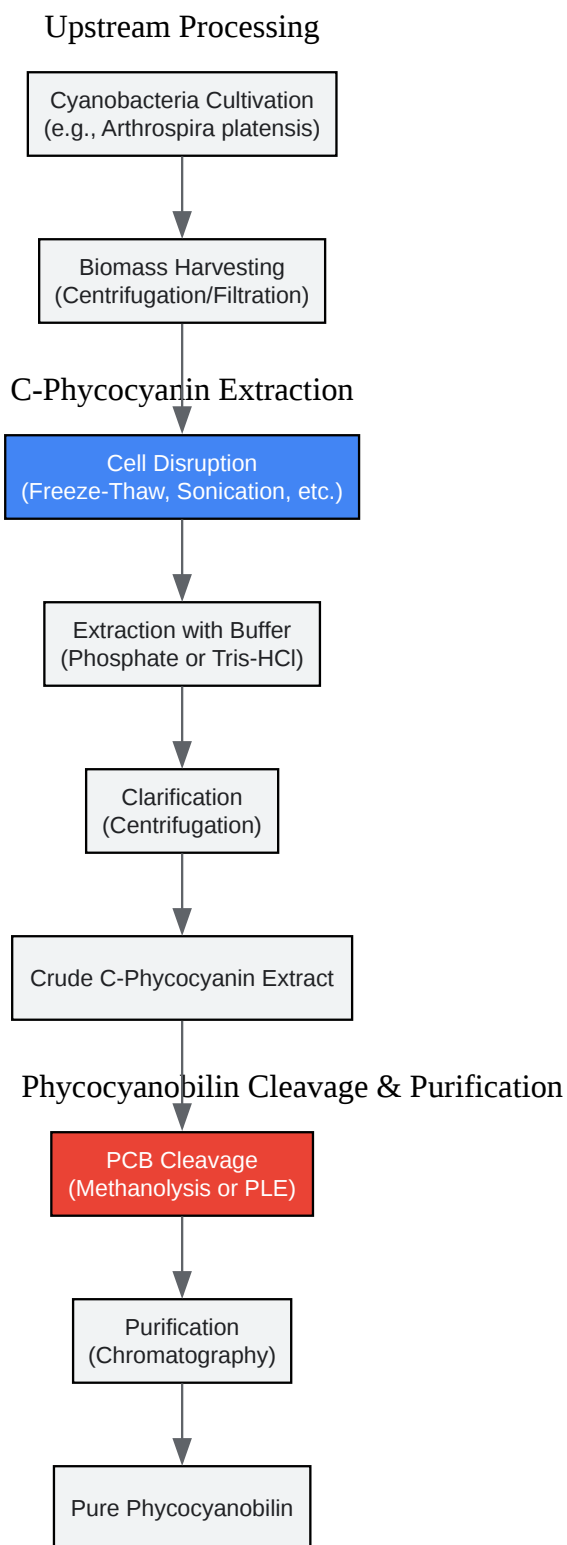 Upstream Processing
Cyanobacteria Cultivation
(e.g., Arthrospira platensis)
Biomass Harvesting
(Centrifugation/Filtration)
C-Phycocyanin Extraction
Cell Disruption
(Freeze-Thaw, Sonication, etc.)
Extraction with Buffer
(Phosphate or Tris-HCl)
Clarification
(Centrifugation)
Crude C-Phycocyanin Extract
Phycocyanobilin Cleavage & Purification
PCB Cleavage
(Methanolysis or PLE)
Purification
(Chromatography)
Pure Phycocyanobilin